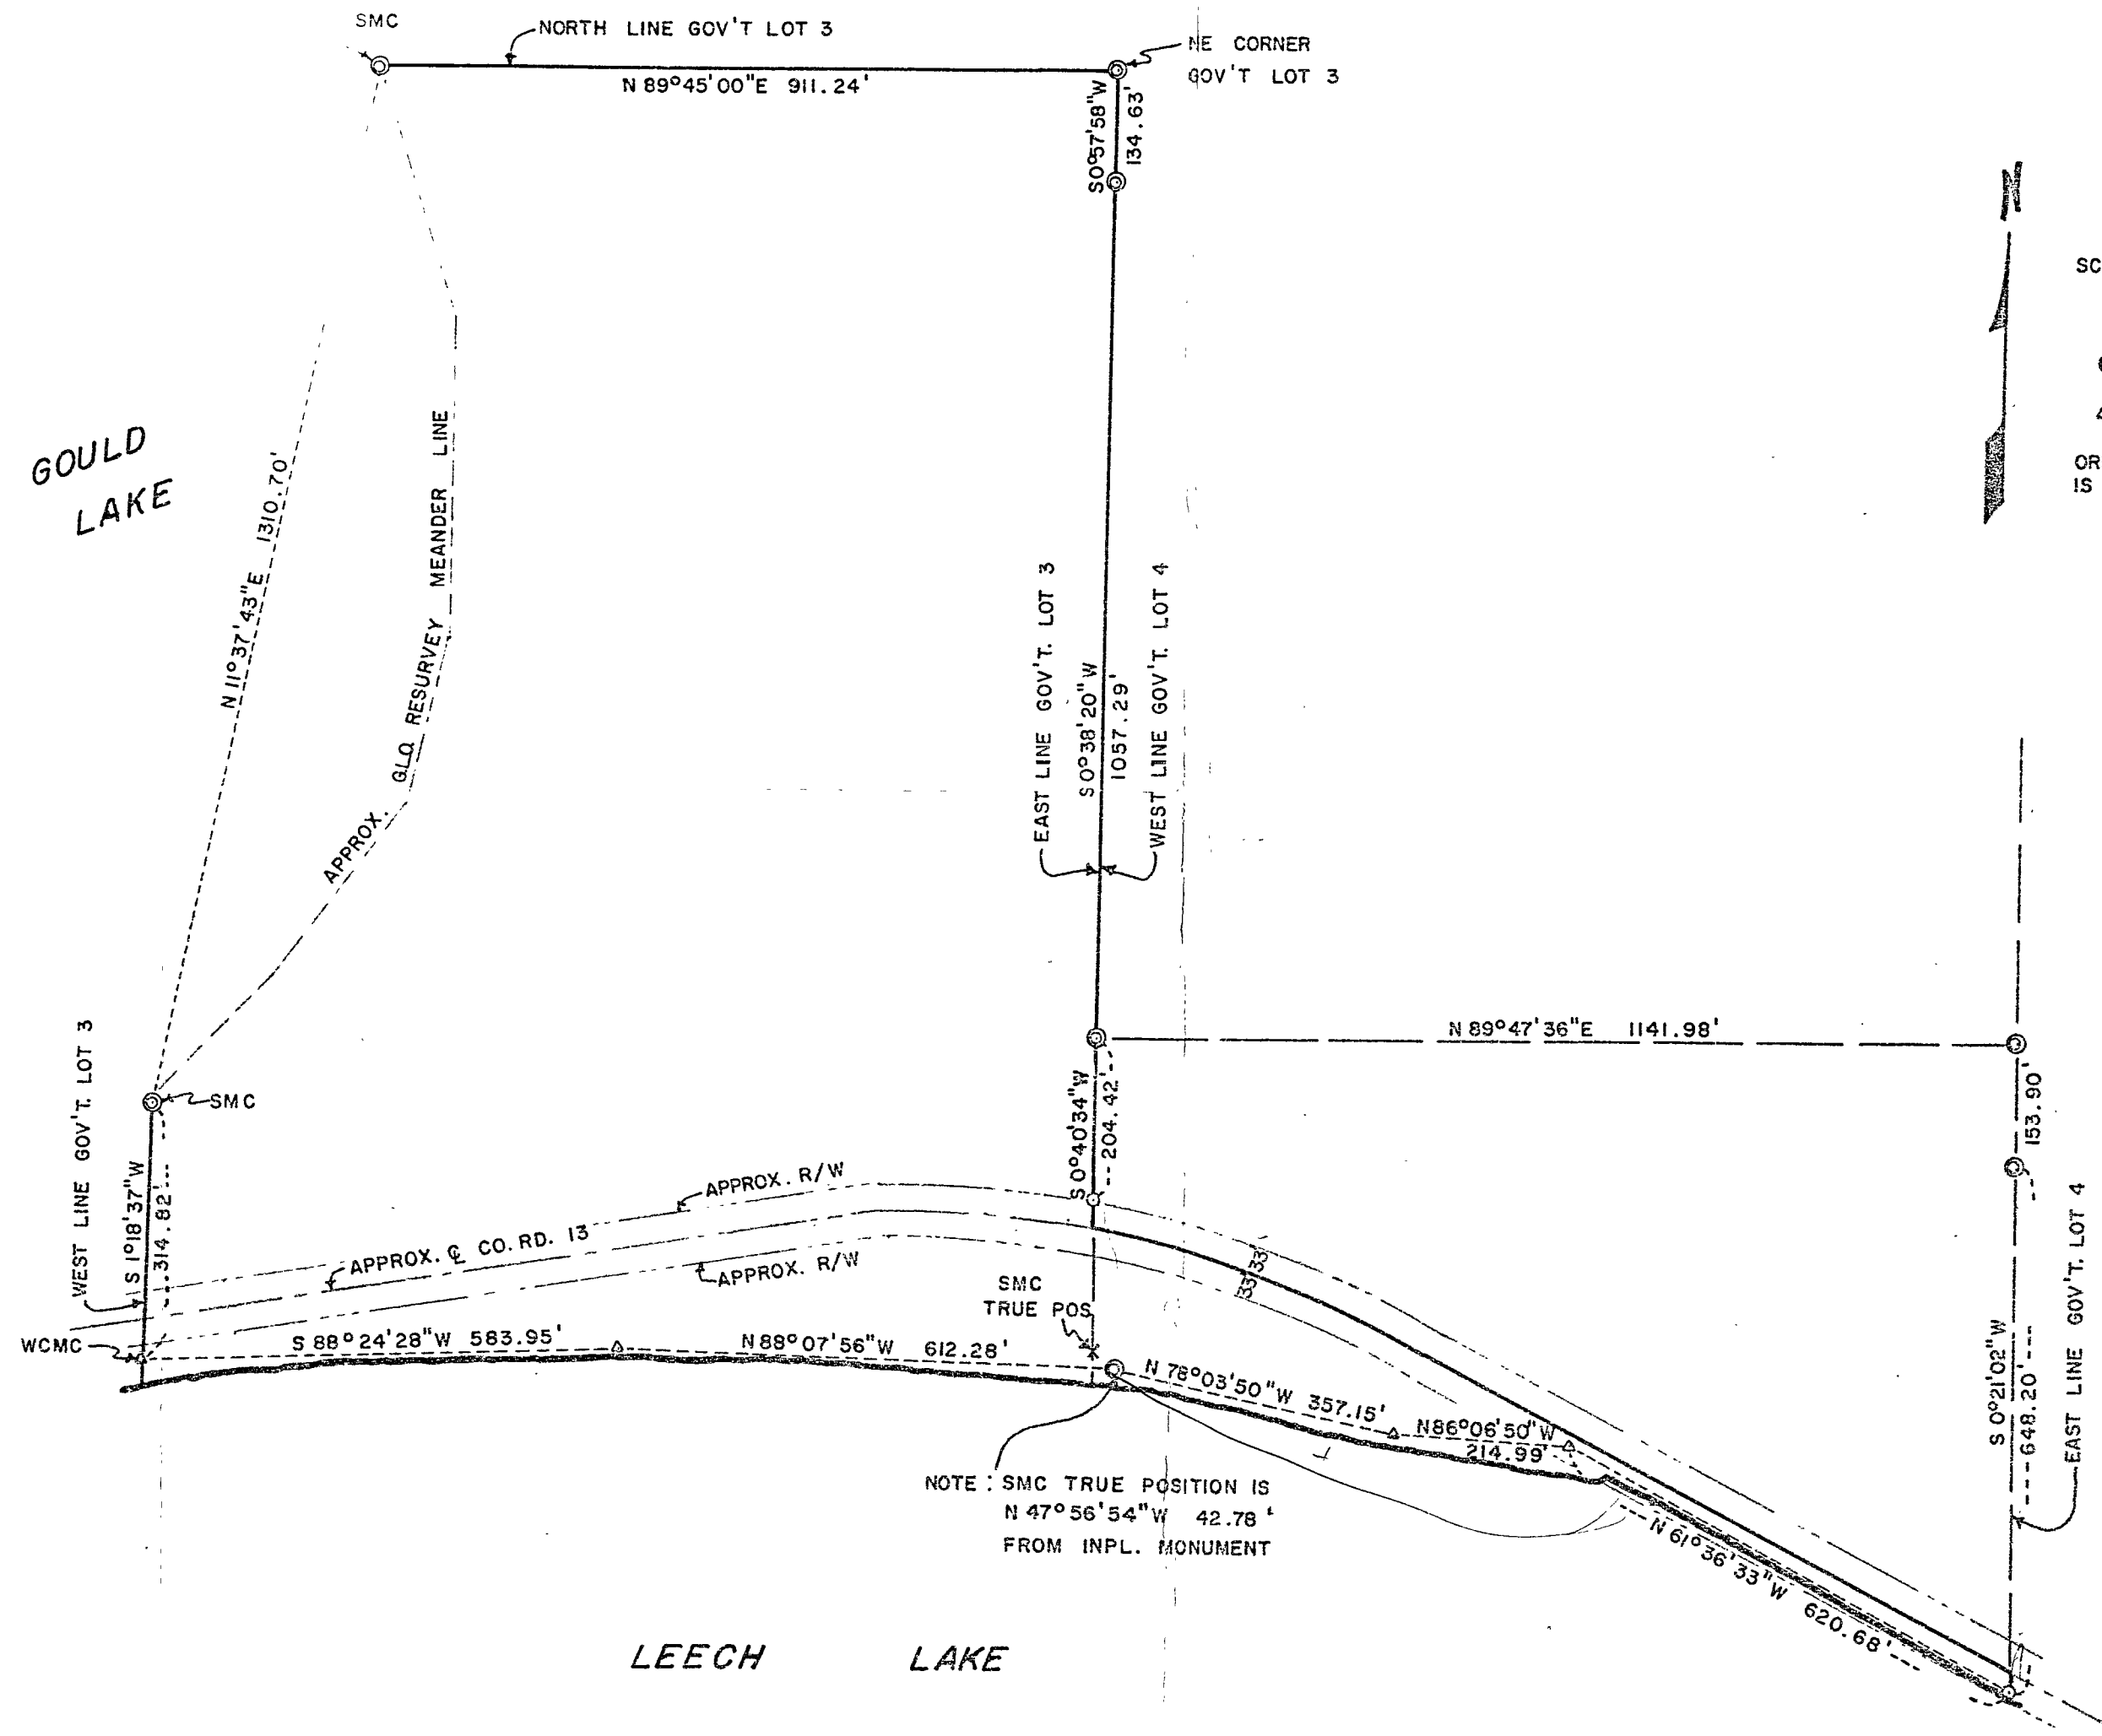 SMC
NORTH LINE GOV'T LOT 3
NE CORNER
GOV'T LOT 3
N 89°45'00"E 911.24'
S0°57'58"W
134.63'
N
SC
GOULD
LAKE
OR
IS
N 11°37'43"E 1310.70'
APPROX. GLO RESURVEY MEANDER LINE
EAST LINE GOV'T. LOT 3
S 0°38'20"W
1057.29'
WEST LINE GOV'T. LOT 4
N 89°47'36"E 1141.98'
153.90'
WEST LINE GOV'T. LOT 3
SMC
S 1°18'37"W
314.82'
S 0°40'34"W
204.42'
APPROX. R/W
APPROX. ℄ CO. RD. 13
APPROX. R/W
33'
33'
SMC
TRUE POS
WCMC
S 88°24'28"W 583.95'
N88°07'56"W 612.28'
N 78°03'50"W 357.15'
N86°06'50"W
214.99'
S 0°21'02"W
648.20'
EAST LINE GOV'T. LOT 4
NOTE: SMC TRUE POSITION IS
N 47°56'54"W 42.78'
FROM INPL. MONUMENT
N 61°36'33"W 620.68'
LEECH LAKE